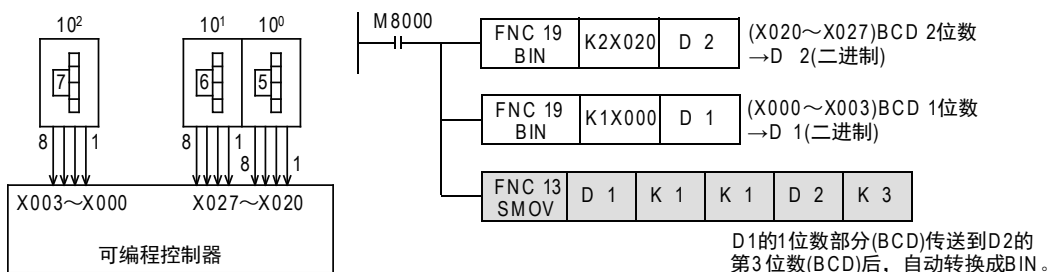 10²
10¹ 10⁰
7
6
5
8 1
8 1
8 1
X003～X000
X027～X020
可编程控制器
M8000
FNC 19 BIN K2X020 D 2
(X020～X027)BCD 2位数
→D 2(二进制)
FNC 19 BIN K1X000 D 1
(X000～X003)BCD 1位数
→D 1(二进制)
FNC 13 SMOV D 1 K 1 K 1 D 2 K 3
D1的1位数部分(BCD)传送到D2的
第3位数(BCD)后，自动转换成BIN。